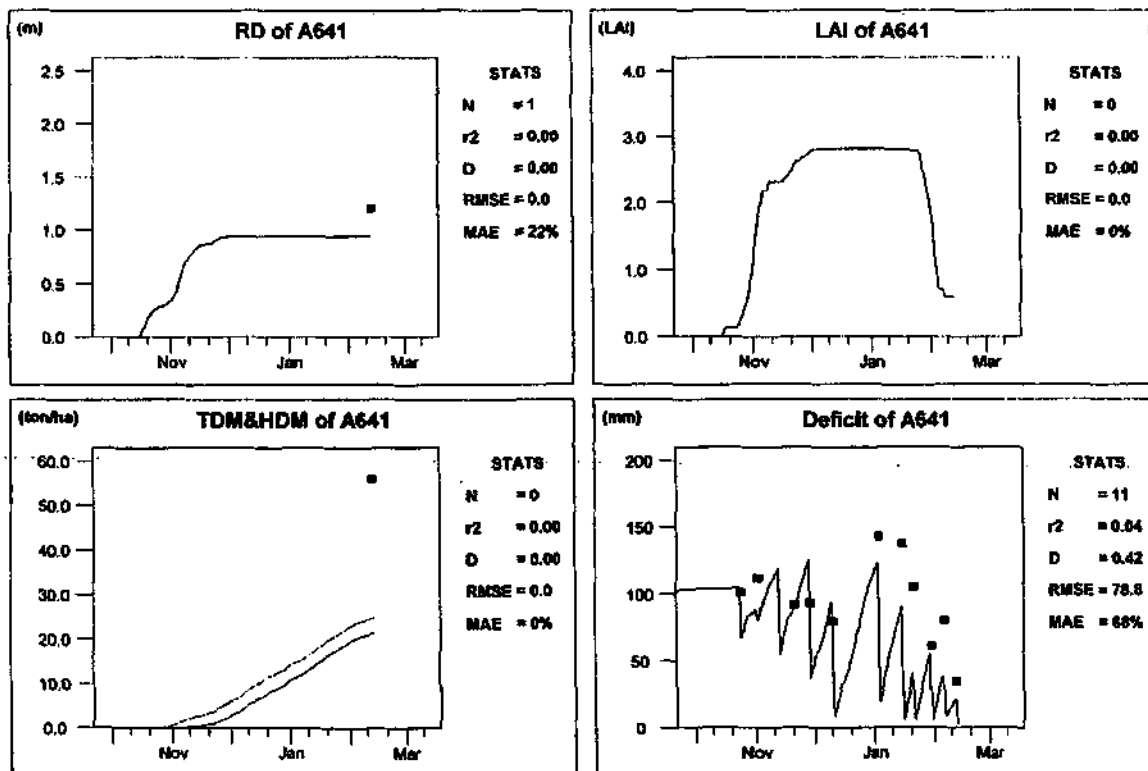 (m)
RD of A641
2.5
2.0
1.5
1.0
0.5
0.0
Nov
Jan
Mar
STATS
N = 1
r2 = 0.00
D = 0.00
RMSE = 0.0
MAE = 22%
(LAI)
LAI of A641
4.0
3.0
2.0
1.0
0.0
Nov
Jan
Mar
STATS
N = 0
r2 = 0.00
D = 0.00
RMSE = 0.0
MAE = 0%
(ton/ha)
TDM&HDM of A641
60.0
50.0
40.0
30.0
20.0
10.0
0.0
Nov
Jan
Mar
STATS
N = 0
r2 = 0.00
D = 0.00
RMSE = 0.0
MAE = 0%
(mm)
Deficit of A641
200
150
100
50
0
Nov
Jan
Mar
STATS
N = 11
r2 = 0.04
D = 0.42
RMSE = 78.8
MAE = 68%